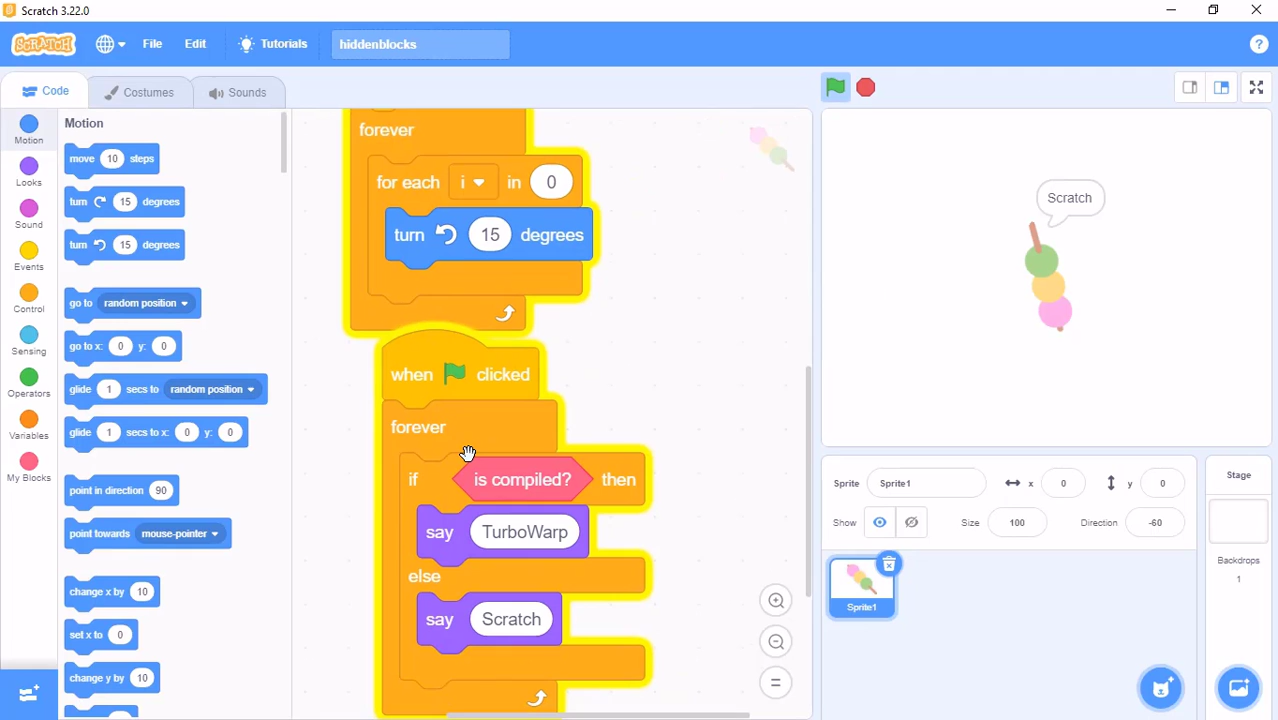 Scratch 3.22.0
SCRATCH
File
Edit
Tutorials
hiddenblocks
?
Code
Costumes
Sounds
Motion
Looks
Sound
Events
Control
Sensing
Operators
Variables
My Blocks
Motion
move 10 steps
turn 15 degrees
turn 15 degrees
go to random position
go to x: 0 y: 0
glide 1 secs to random position
glide 1 secs to x: 0 y: 0
point in direction 90
point towards mouse-pointer
change x by 10
set x to 0
change y by 10
forever
for each i in 0
turn 15 degrees
when clicked
forever
if is compiled? then
say TurboWarp
else
say Scratch
Scratch
Sprite Sprite1 x 0 y 0
Show Size 100 Direction -60
Sprite1
Stage
Backdrops
1